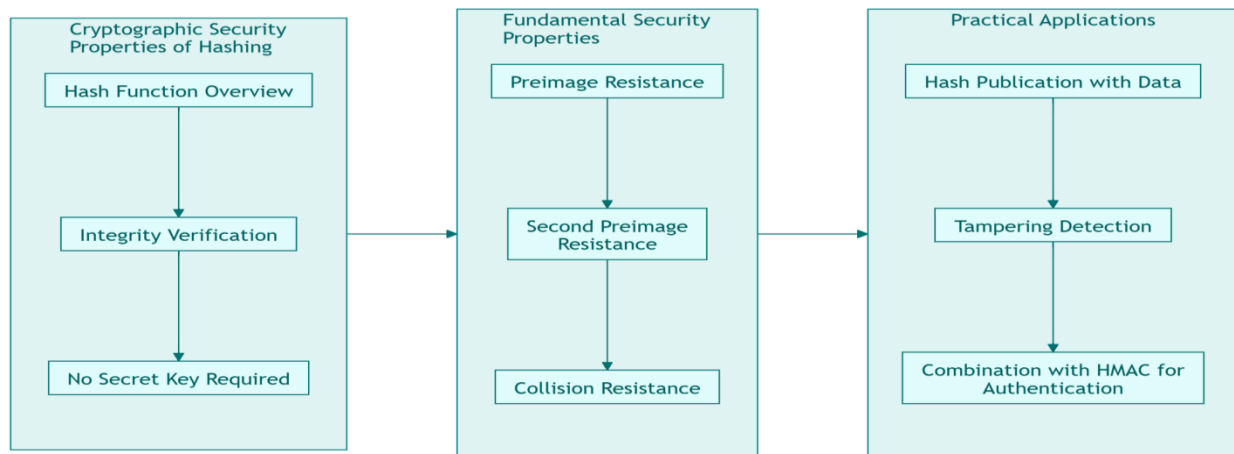 Cryptographic Security
Properties of Hashing
Hash Function Overview
Integrity Verification
No Secret Key Required
Fundamental Security
Properties
Preimage Resistance
Second Preimage
Resistance
Collision Resistance
Practical Applications
Hash Publication with Data
Tampering Detection
Combination with HMAC for
Authentication